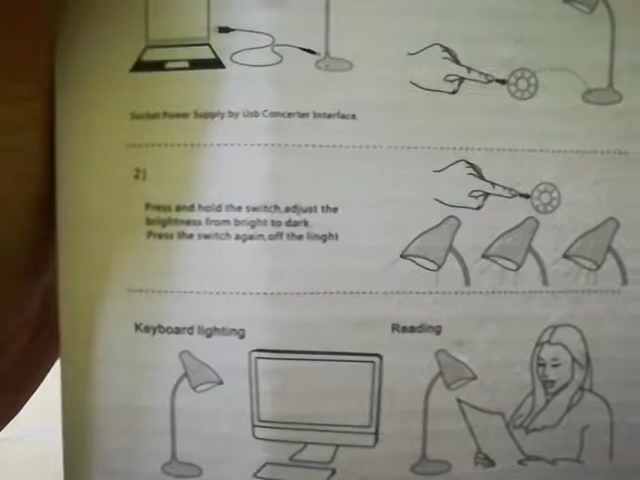 Socket Power Supply by Usb Concerter Interface.
2)
Press and hold the switch,adjust the
brightness from bright to dark
Press the switch again,off the linght
Keyboard lighting
Reading